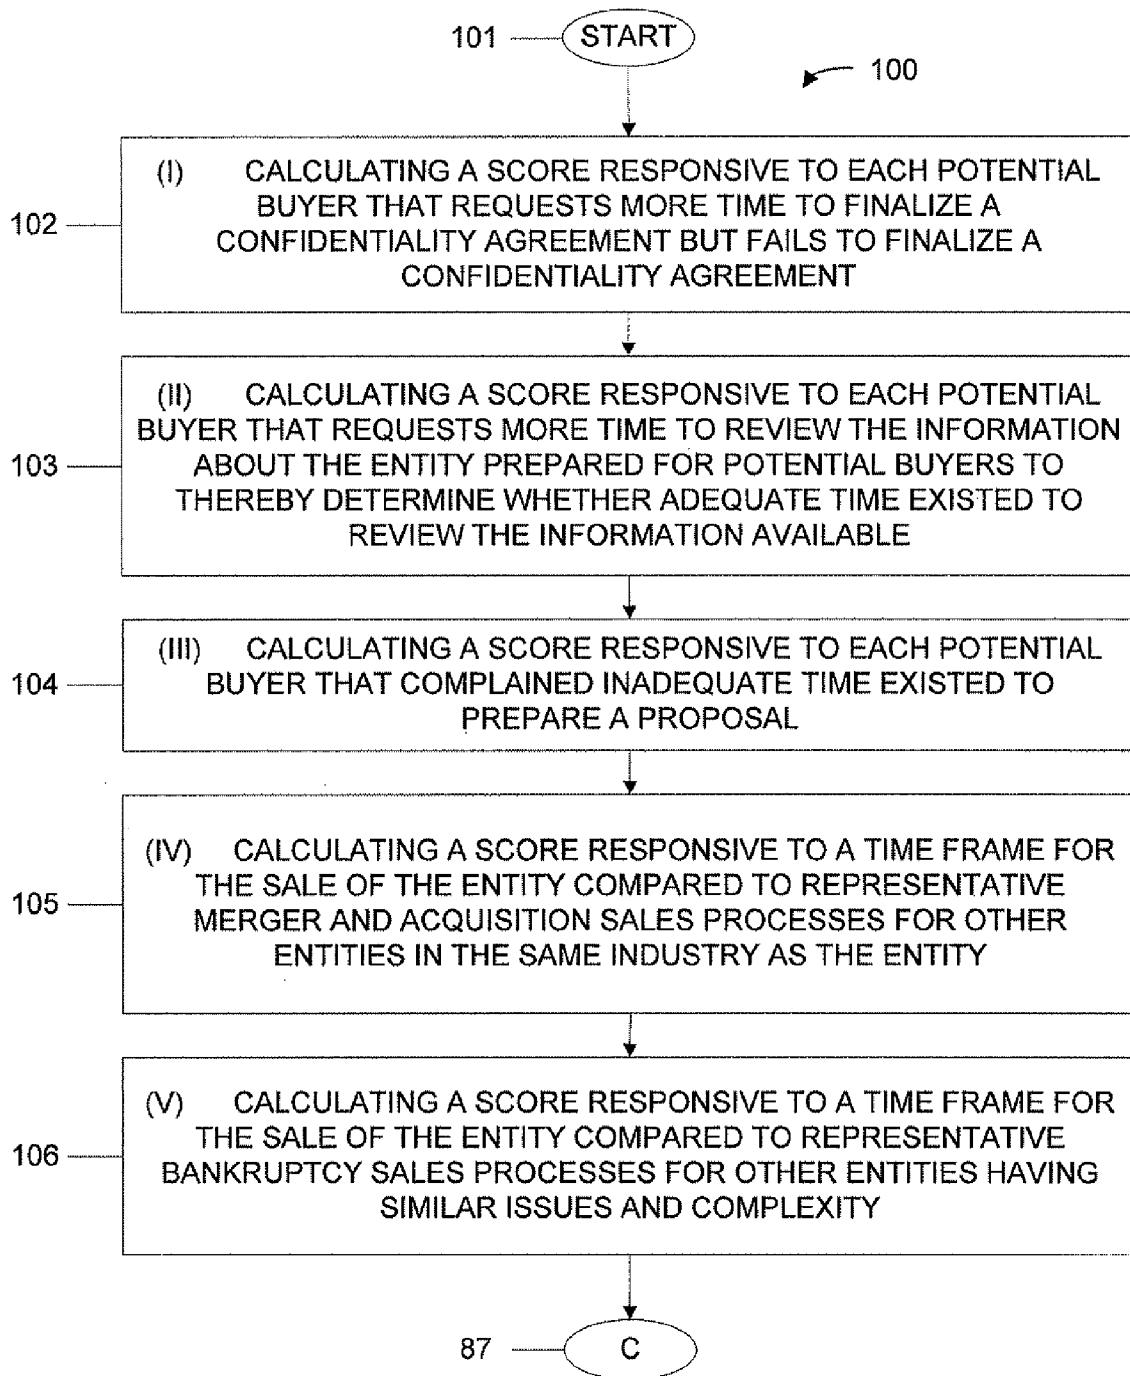 101
START
100
(I) CALCULATING A SCORE RESPONSIVE TO EACH POTENTIAL
BUYER THAT REQUESTS MORE TIME TO FINALIZE A
CONFIDENTIALITY AGREEMENT BUT FAILS TO FINALIZE A
CONFIDENTIALITY AGREEMENT
102
(II) CALCULATING A SCORE RESPONSIVE TO EACH POTENTIAL
BUYER THAT REQUESTS MORE TIME TO REVIEW THE INFORMATION
ABOUT THE ENTITY PREPARED FOR POTENTIAL BUYERS TO
THEREBY DETERMINE WHETHER ADEQUATE TIME EXISTED TO
REVIEW THE INFORMATION AVAILABLE
103
(III) CALCULATING A SCORE RESPONSIVE TO EACH POTENTIAL
BUYER THAT COMPLAINED INADEQUATE TIME EXISTED TO
PREPARE A PROPOSAL
104
(IV) CALCULATING A SCORE RESPONSIVE TO A TIME FRAME FOR
THE SALE OF THE ENTITY COMPARED TO REPRESENTATIVE
MERGER AND ACQUISITION SALES PROCESSES FOR OTHER
ENTITIES IN THE SAME INDUSTRY AS THE ENTITY
105
(V) CALCULATING A SCORE RESPONSIVE TO A TIME FRAME FOR
THE SALE OF THE ENTITY COMPARED TO REPRESENTATIVE
BANKRUPTCY SALES PROCESSES FOR OTHER ENTITIES HAVING
SIMILAR ISSUES AND COMPLEXITY
106
87
C